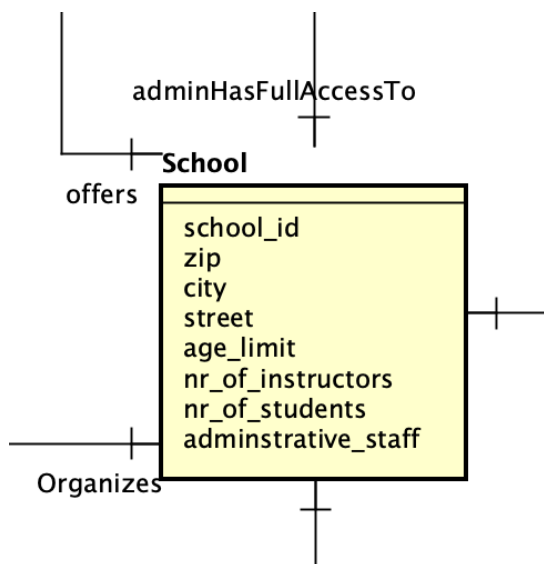 adminHasFullAccessTo
School
offers
school_id
zip
city
street
age_limit
nr_of_instructors
nr_of_students
adminstrative_staff
Organizes